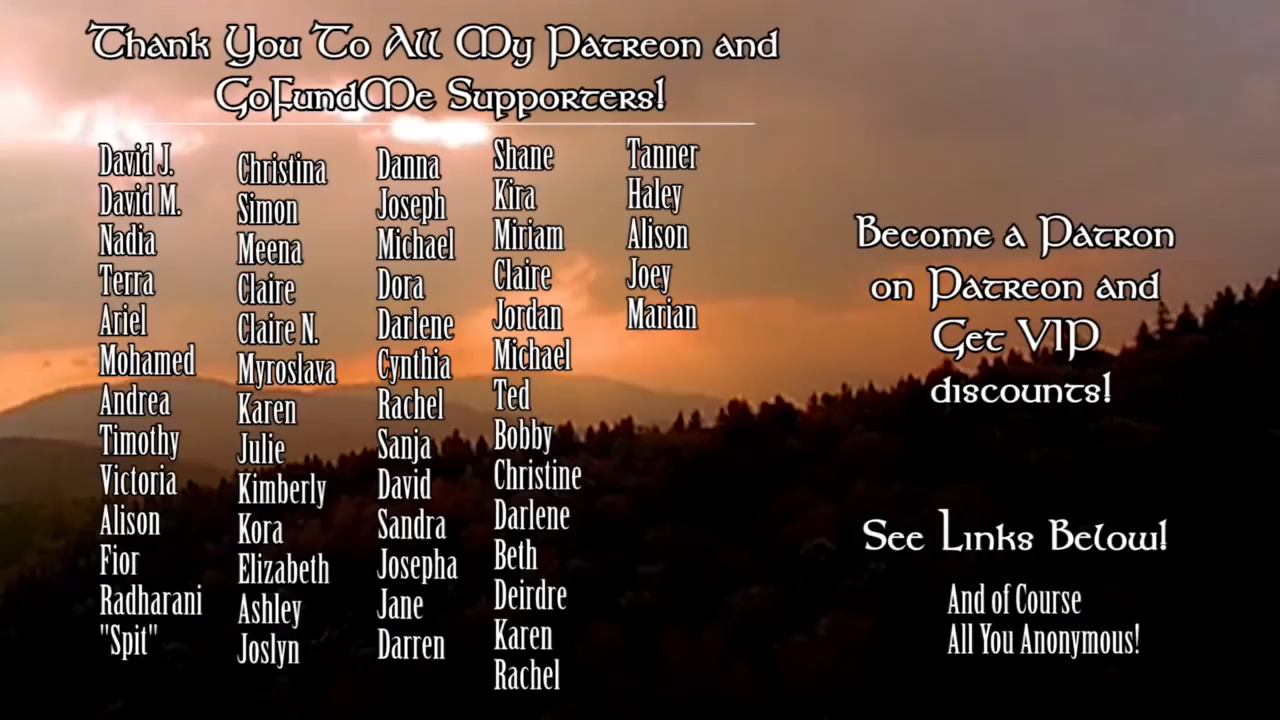 Thank You To All My Patreon and
GoFundMe Supporters!
David J.
David M.
Nadia
Terra
Ariel
Mohamed
Andrea
Timothy
Victoria
Alison
Fior
Radharani
"Spit"
Christina
Simon
Meena
Claire
Claire N.
Myroslava
Karen
Julie
Kimberly
Kora
Elizabeth
Ashley
Joslyn
Danna
Joseph
Michael
Dora
Darlene
Cynthia
Rachel
Sanja
David
Sandra
Josepha
Jane
Darren
Shane
Kira
Miriam
Claire
Jordan
Michael
Ted
Bobby
Christine
Darlene
Beth
Deirdre
Karen
Rachel
Tanner
Haley
Alison
Joey
Marian
Become a Patron
on Patreon and
Get VIP
discounts!
See Links Below!
And of Course
All You Anonymous!